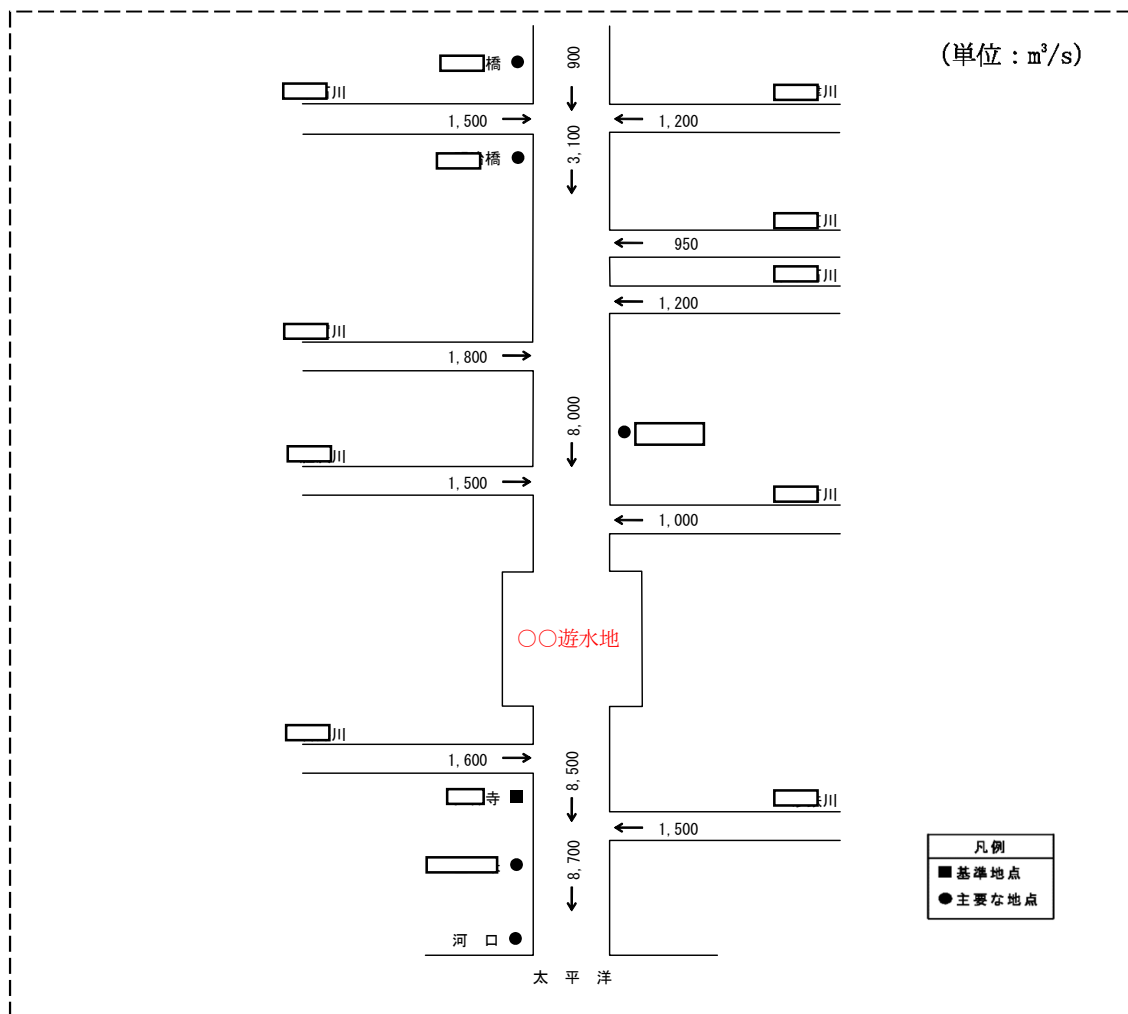 (単位：m³/s)
橋
900
川
川
1,500
1,200
3,100
橋
川
950
川
1,200
川
1,800
8,000
川
1,500
川
1,000
○○遊水地
川
1,600
8,500
寺
川
1,500
8,700
凡例
■基準地点
●主要な地点
河 口
太 平 洋